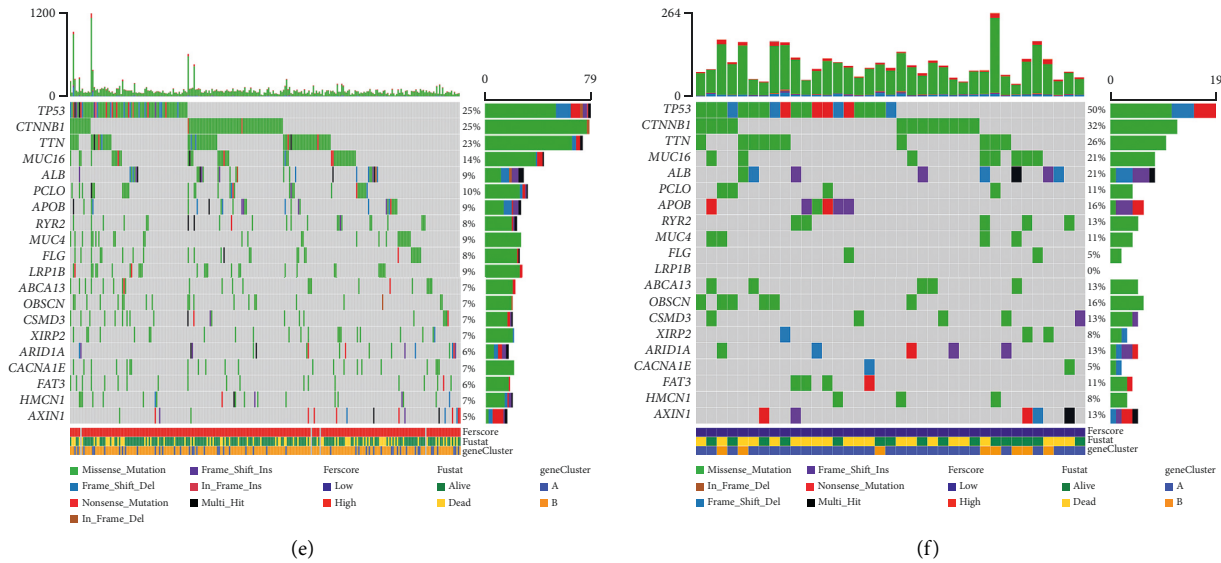 1200
0
0 79
TP53 25%
CTNNB1 25%
TTN 23%
MUC16 14%
ALB 9%
PCLO 10%
APOB 9%
RYR2 8%
MUC4 9%
FLG 8%
LRP1B 9%
ABCA13 7%
OBSCN 7%
CSMD3 7%
XIRP2 7%
ARID1A 6%
CACNA1E 7%
FAT3 6%
HMCN1 7%
AXIN1 5%
Ferscore
Fustat
geneCluster
Missense_Mutation Frame_Shift_Ins Ferscore Fustat geneCluster
Frame_Shift_Del In_Frame_Ins Low Alive A
Nonsense_Mutation Multi_Hit High Dead B
In_Frame_Del
(e)
264
0
0 19
TP53 50%
CTNNB1 32%
TTN 26%
MUC16 21%
ALB 21%
PCLO 11%
APOB 16%
RYR2 13%
MUC4 11%
FLG 5%
LRP1B 0%
ABCA13 13%
OBSCN 16%
CSMD3 13%
XIRP2 8%
ARID1A 13%
CACNA1E 5%
FAT3 11%
HMCN1 8%
AXIN1 13%
Ferscore
Fustat
geneCluster
Missense_Mutation Frame_Shift_Ins Ferscore Fustat geneCluster
In_Frame_Del Nonsense_Mutation Low Alive A
Frame_Shift_Del Multi_Hit High Dead B
(f)